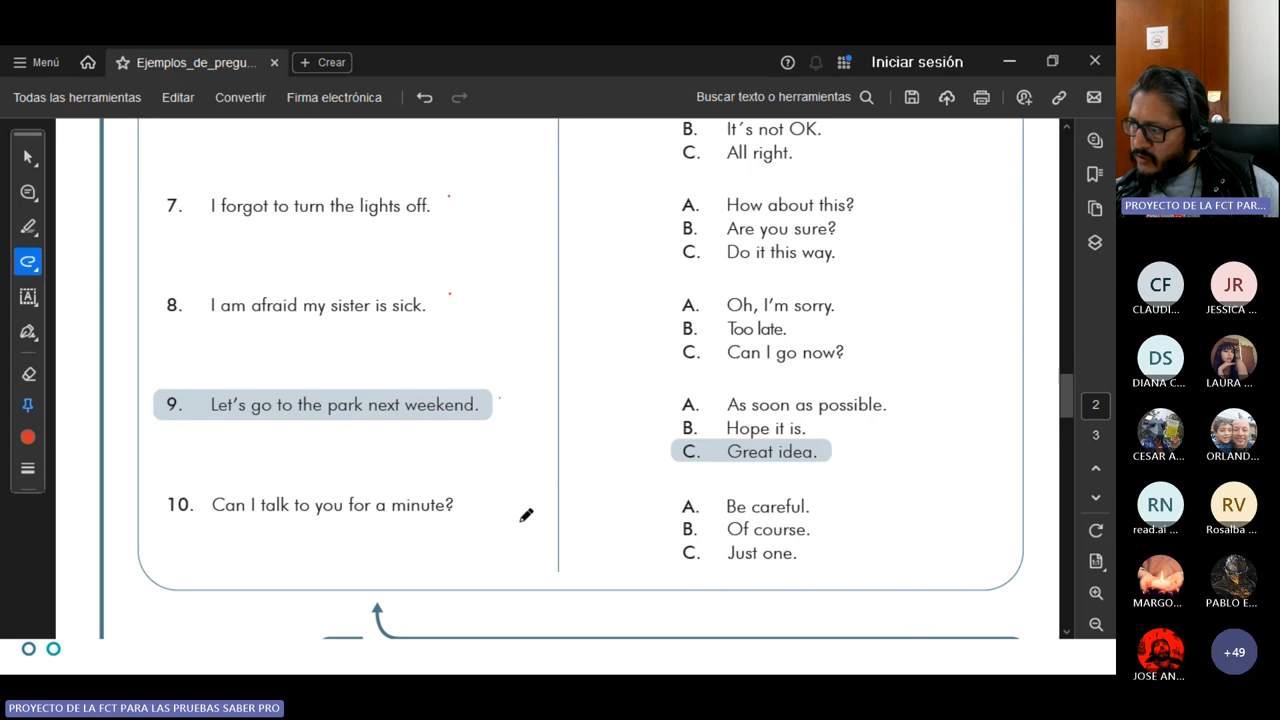 Menú
Ejemplos_de_pregu...
Crear
Iniciar sesión
Todas las herramientas
Editar
Convertir
Firma electrónica
Buscar texto o herramientas
B. It´s not OK.
C. All right.
7. I forgot to turn the lights off.
A. How about this?
B. Are you sure?
C. Do it this way.
8. I am afraid my sister is sick.
A. Oh, I'm sorry.
B. Too late.
C. Can I go now?
9. Let's go to the park next weekend.
A. As soon as possible.
B. Hope it is.
C. Great idea.
10. Can I talk to you for a minute?
A. Be careful.
B. Of course.
C. Just one.
2
3
PROYECTO DE LA FCT PAR...
CF
CLAUDI...
JR
JESSICA ...
DS
DIANA C...
LAURA ...
CESAR A...
ORLAND...
RN
read.ai ...
RV
Rosalba ...
MARGO...
PABLO E...
JOSE AN...
+49
PROYECTO DE LA FCT PARA LAS PRUEBAS SABER PRO